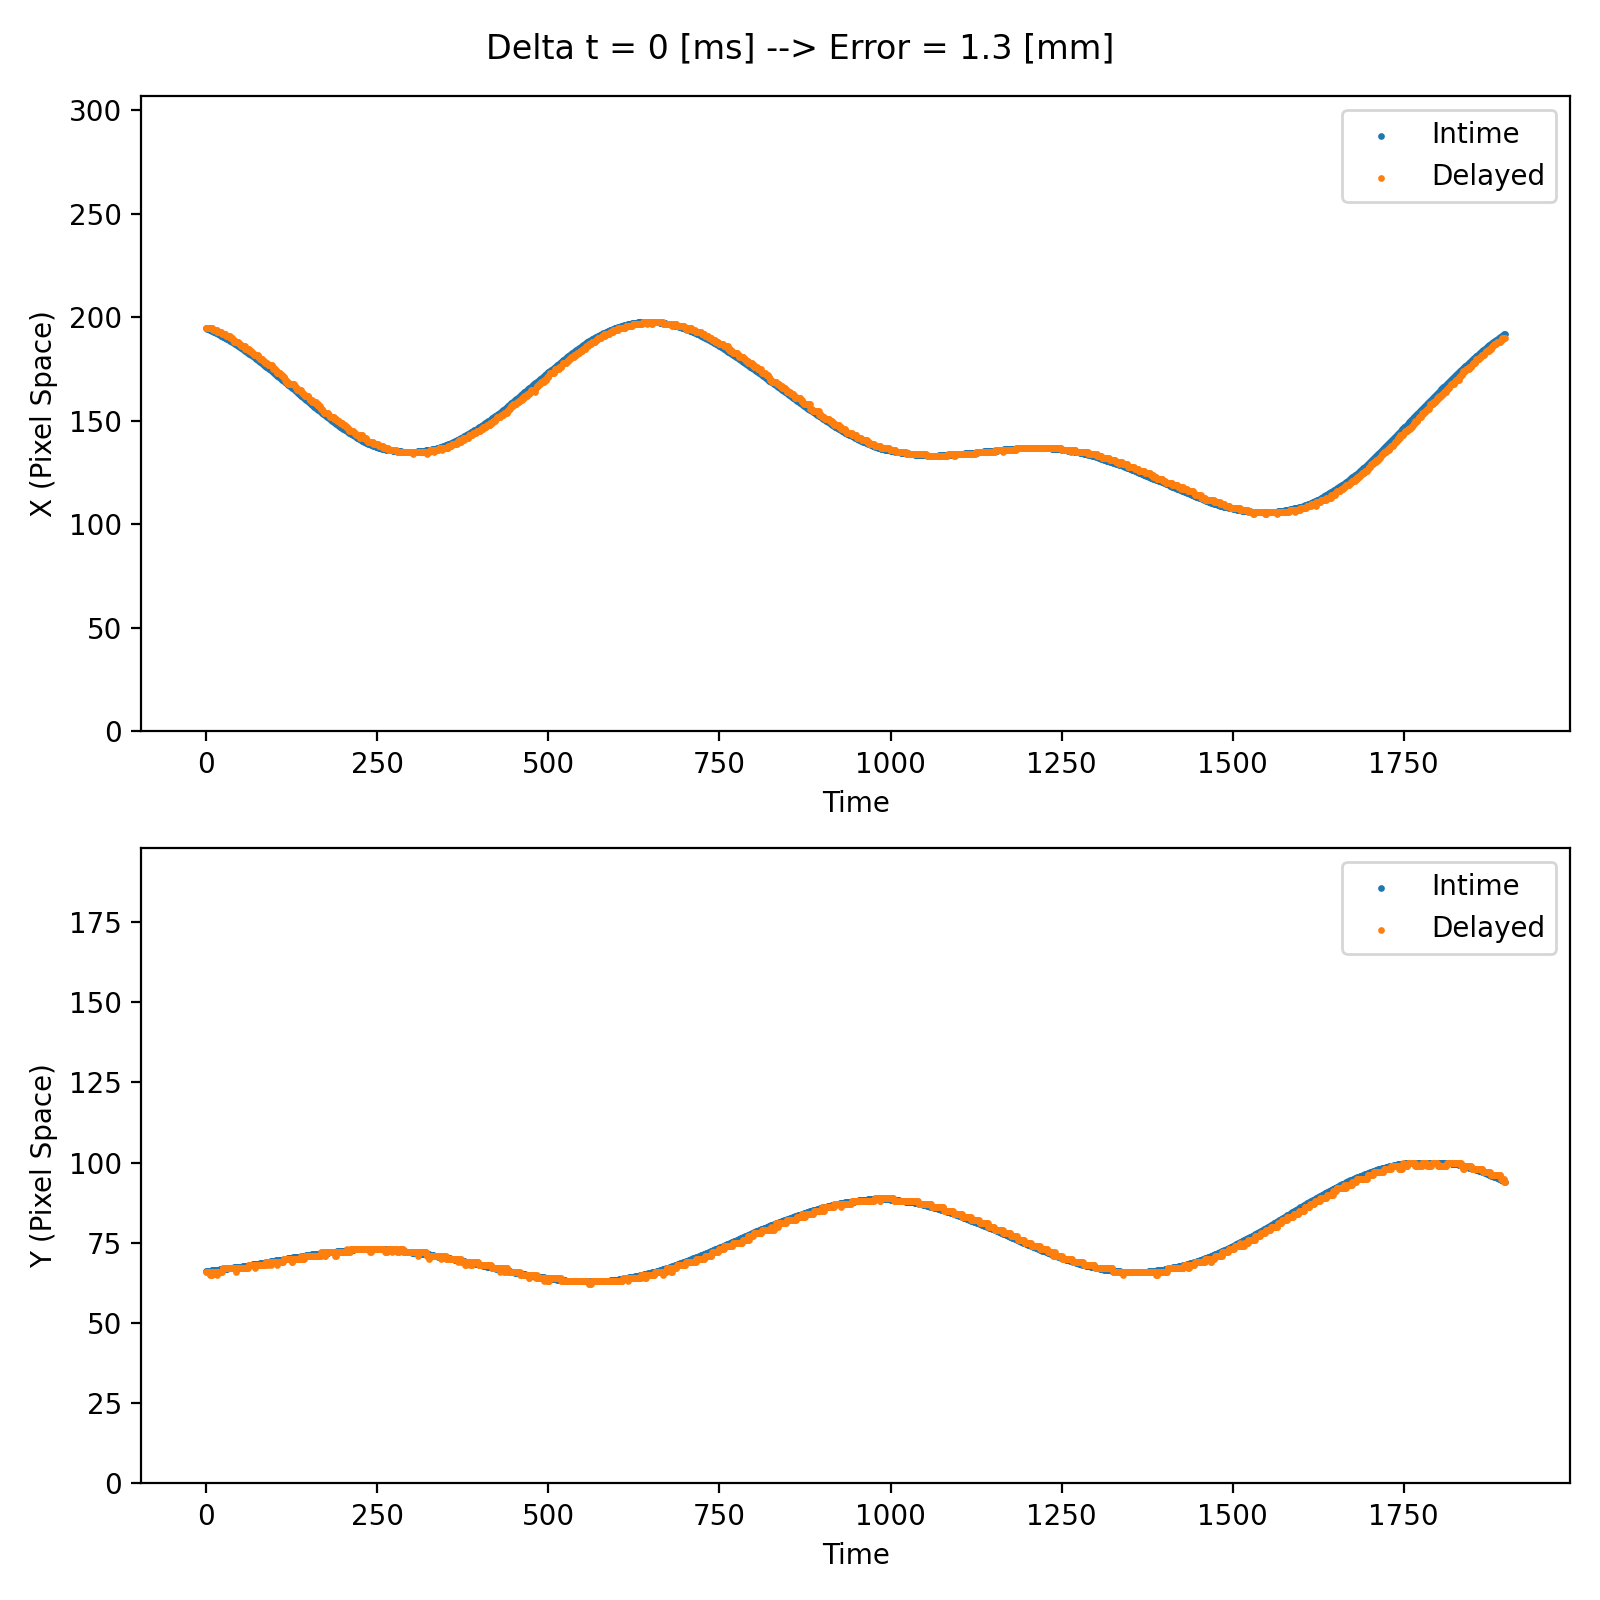 Delta t = 0 [ms] --> Error = 1.3 [mm]
300
250
200
150
100
50
0
X (Pixel Space)
Intime
Delayed
0 250 500 750 1000 1250 1500 1750
Time
175
150
125
100
75
50
25
0
Y (Pixel Space)
Intime
Delayed
0 250 500 750 1000 1250 1500 1750
Time